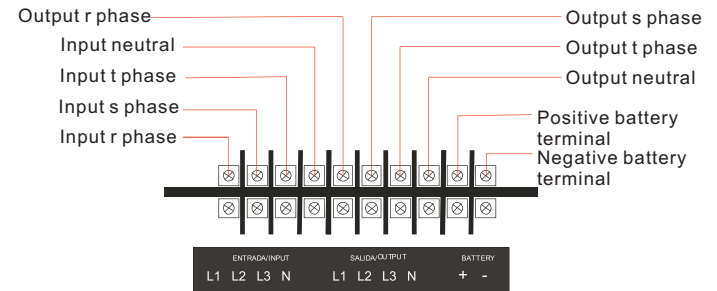 Output r phase
Input neutral
Input t phase
Input s phase
Input r phase
Output s phase
Output t phase
Output neutral
Positive battery
terminal
Negative battery
terminal
ENTRADA/INPUT SALIDA/OUTPUT BATTERY
L1 L2 L3 N L1 L2 L3 N + -